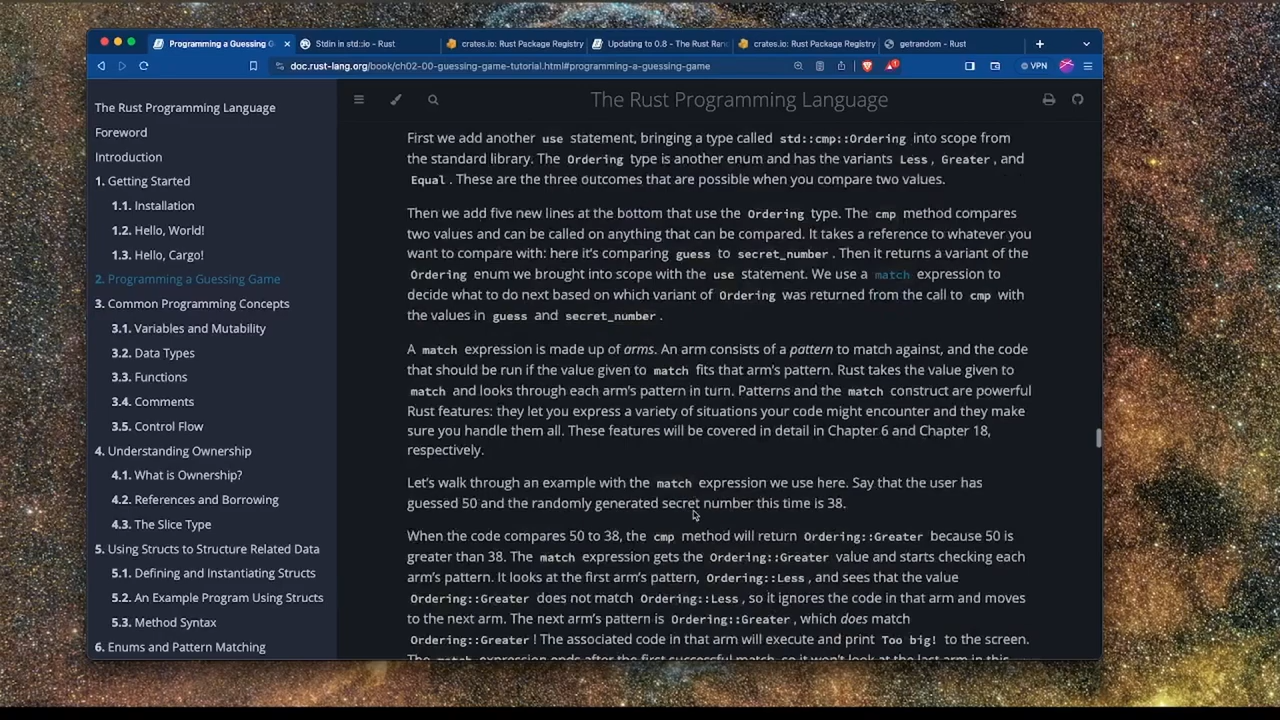 Programming a Guessing G
Stdin in std::io - Rust
crates.io: Rust Package Registry
Updating to 0.8 - The Rust Ran
crates.io: Rust Package Registry
getrandom - Rust
doc.rust-lang.org/book/ch02-00-guessing-game-tutorial.html#programming-a-guessing-game
VPN
The Rust Programming Language
Foreword
Introduction
1. Getting Started
1.1. Installation
1.2. Hello, World!
1.3. Hello, Cargo!
2. Programming a Guessing Game
3. Common Programming Concepts
3.1. Variables and Mutability
3.2. Data Types
3.3. Functions
3.4. Comments
3.5. Control Flow
4. Understanding Ownership
4.1. What is Ownership?
4.2. References and Borrowing
4.3. The Slice Type
5. Using Structs to Structure Related Data
5.1. Defining and Instantiating Structs
5.2. An Example Program Using Structs
5.3. Method Syntax
6. Enums and Pattern Matching
The Rust Programming Language
First we add another use statement, bringing a type called std::cmp::Ordering into scope from
the standard library. The Ordering type is another enum and has the variants Less, Greater, and
Equal. These are the three outcomes that are possible when you compare two values.
Then we add five new lines at the bottom that use the Ordering type. The cmp method compares
two values and can be called on anything that can be compared. It takes a reference to whatever you
want to compare with: here it's comparing guess to secret_number. Then it returns a variant of the
Ordering enum we brought into scope with the use statement. We use a match expression to
decide what to do next based on which variant of Ordering was returned from the call to cmp with
the values in guess and secret_number.
A match expression is made up of arms. An arm consists of a pattern to match against, and the code
that should be run if the value given to match fits that arm's pattern. Rust takes the value given to
match and looks through each arm's pattern in turn. Patterns and the match construct are powerful
Rust features: they let you express a variety of situations your code might encounter and they make
sure you handle them all. These features will be covered in detail in Chapter 6 and Chapter 18,
respectively.
Let's walk through an example with the match expression we use here. Say that the user has
guessed 50 and the randomly generated secret number this time is 38.
When the code compares 50 to 38, the cmp method will return Ordering::Greater because 50 is
greater than 38. The match expression gets the Ordering::Greater value and starts checking each
arm's pattern. It looks at the first arm's pattern, Ordering::Less, and sees that the value
Ordering::Greater does not match Ordering::Less, so it ignores the code in that arm and moves
to the next arm. The next arm's pattern is Ordering::Greater, which does match
Ordering::Greater! The associated code in that arm will execute and print Too big! to the screen.
The match expression ends after the first successful match, so it won't look at the last arm in this